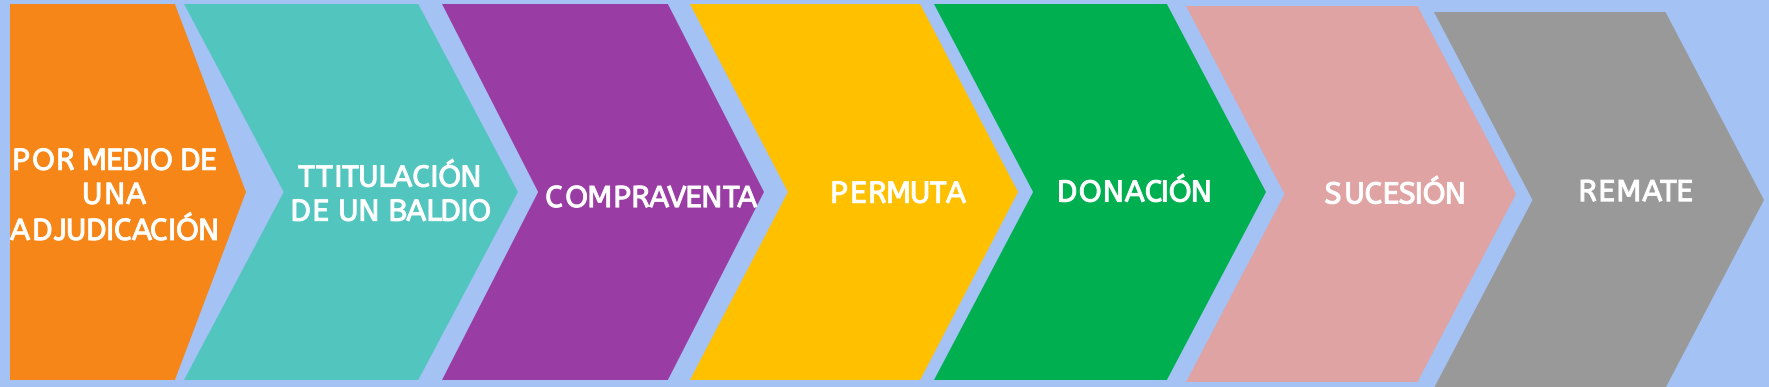 POR MEDIO DE
UNA
ADJUDICACIÓN
TTITULACIÓN
DE UN BALDIO
COMPRAVENTA
PERMUTA
DONACIÓN
SUCESIÓN
REMATE